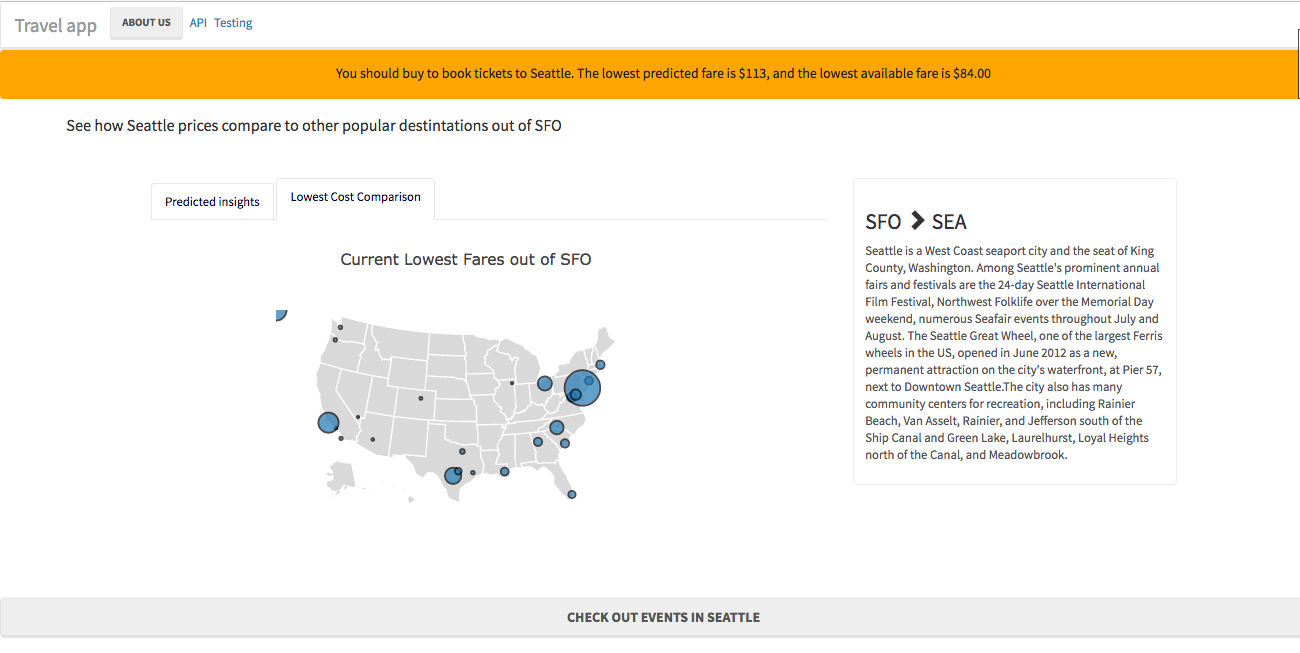 Travel app
ABOUT US
API
Testing
You should buy to book tickets to Seattle. The lowest predicted fare is $113, and the lowest available fare is $84.00
See how Seattle prices compare to other popular destintations out of SFO
Predicted insights
Lowest Cost Comparison
Current Lowest Fares out of SFO
SFO > SEA
Seattle is a West Coast seaport city and the seat of King
County, Washington. Among Seattle's prominent annual
fairs and festivals are the 24-day Seattle International
Film Festival, Northwest Folklife over the Memorial Day
weekend, numerous Seafair events throughout July and
August. The Seattle Great Wheel, one of the largest Ferris
wheels in the US, opened in June 2012 as a new,
permanent attraction on the city's waterfront, at Pier 57,
next to Downtown Seattle.The city also has many
community centers for recreation, including Rainier
Beach, Van Asselt, Rainier, and Jefferson south of the
Ship Canal and Green Lake, Laurelhurst, Loyal Heights
north of the Canal, and Meadowbrook.
CHECK OUT EVENTS IN SEATTLE